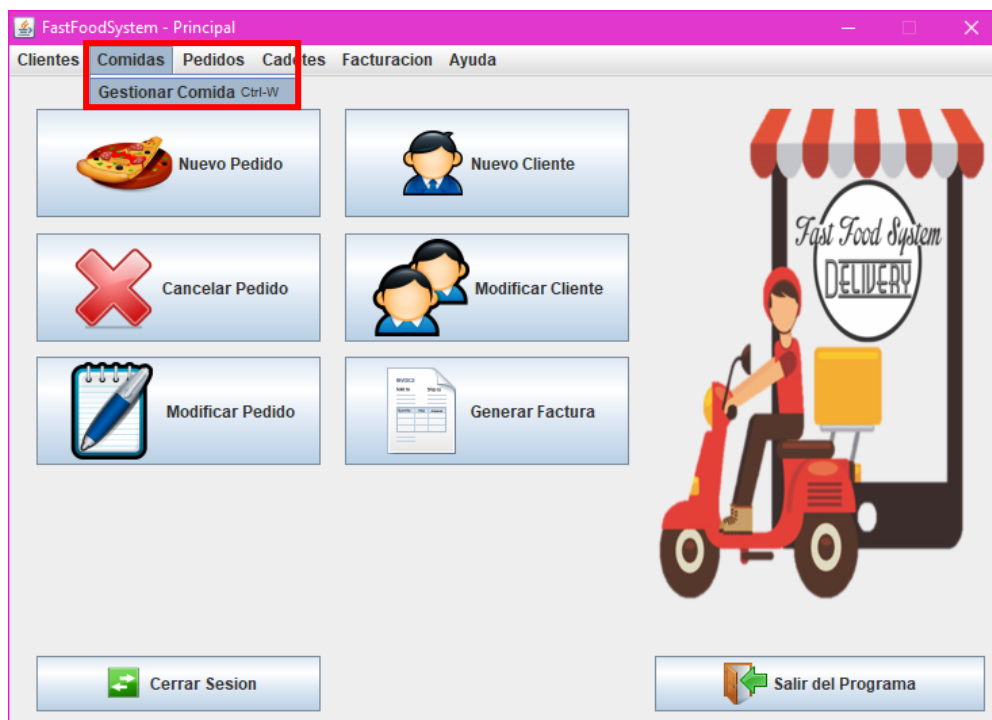 FastFoodSystem - Principal
Clientes Comidas Pedidos Cadetes Facturacion Ayuda
Gestionar Comida Ctrl-W
Nuevo Pedido
Nuevo Cliente
Fast Food System
DELIVERY
Cancelar Pedido
Modificar Cliente
Modificar Pedido
INVOICE
Generar Factura
Cerrar Sesion
Salir del Programa